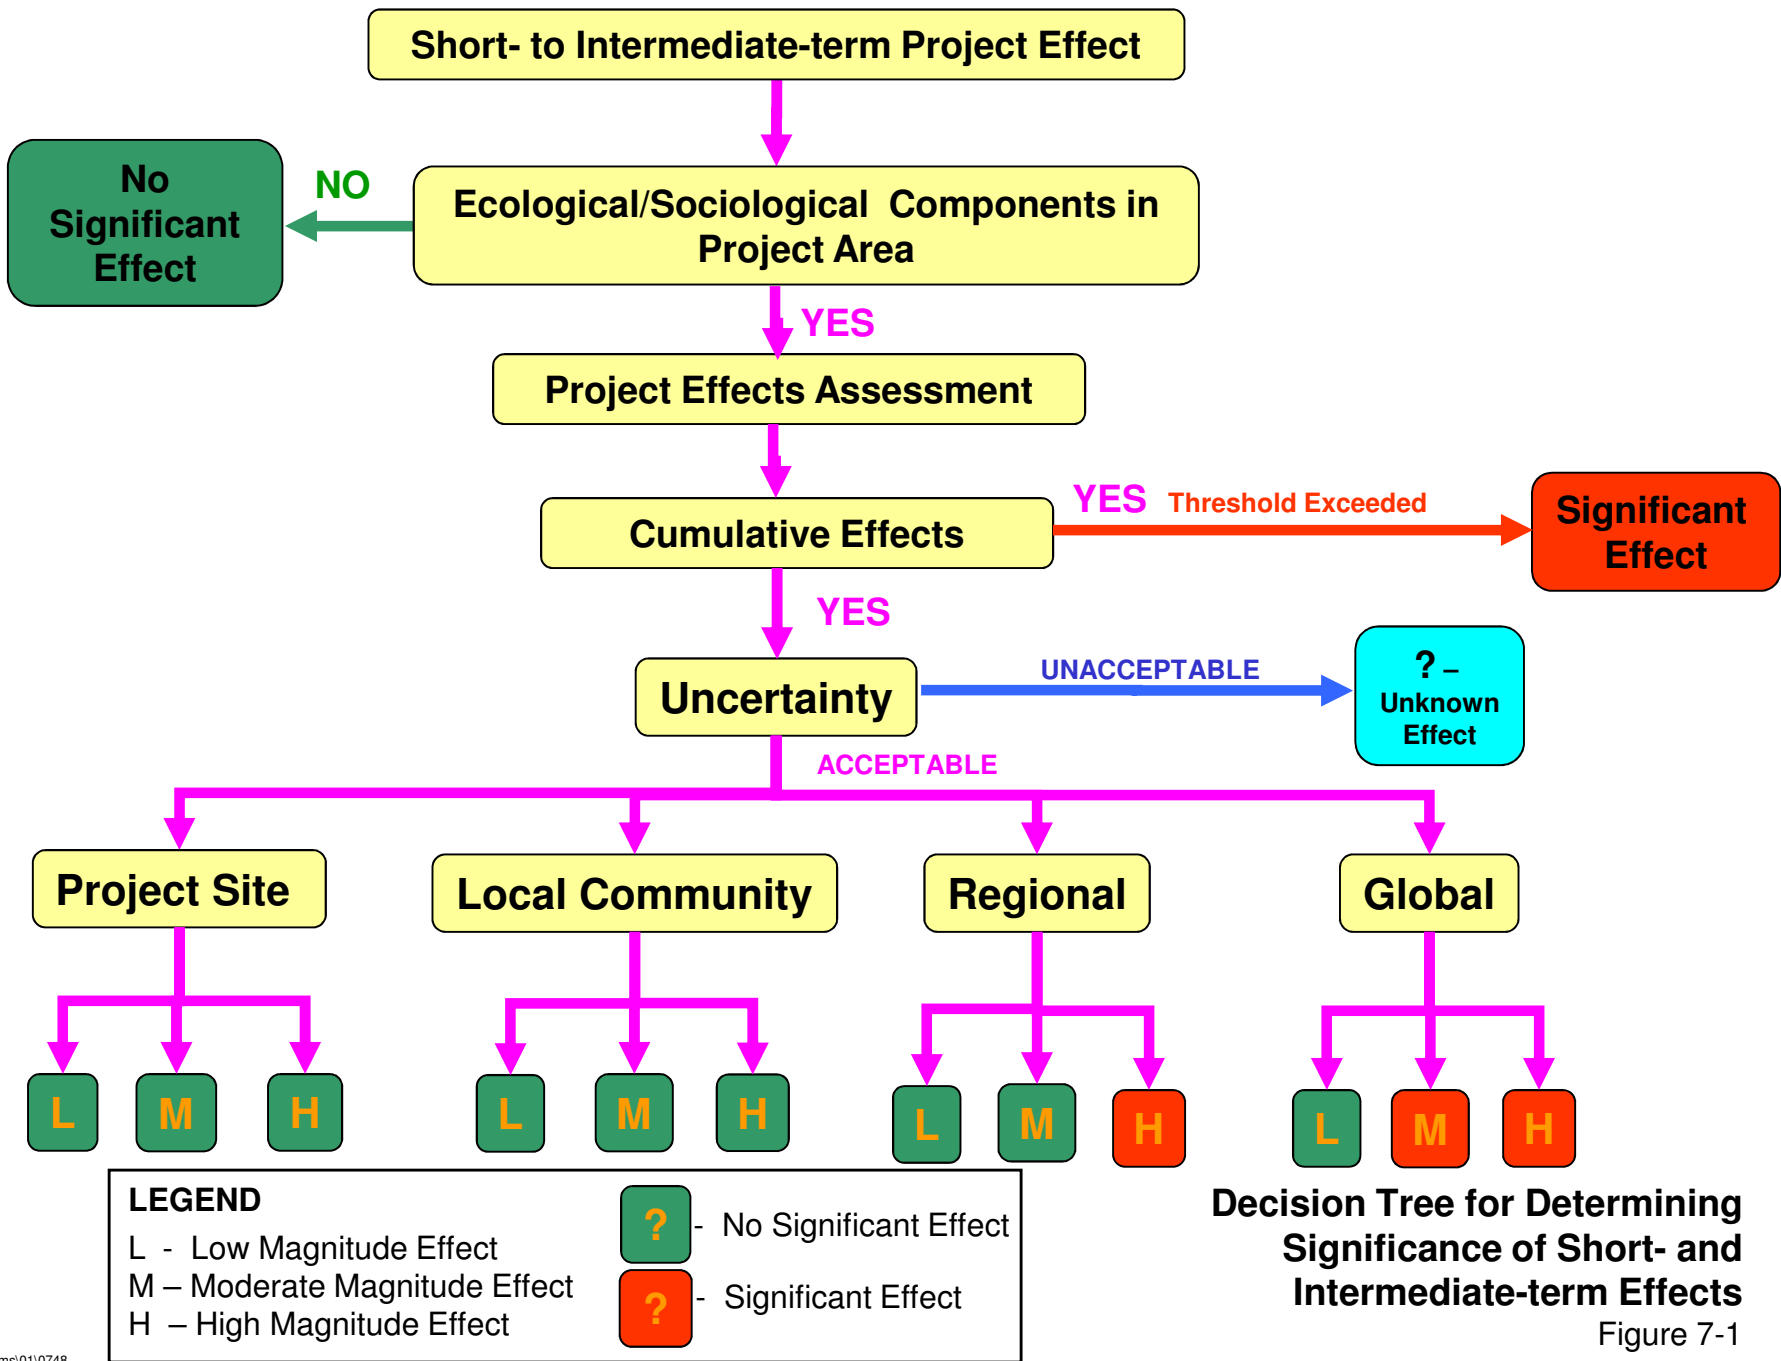 Short- to Intermediate-term Project Effect
No
Significant
Effect
NO
Ecological/Sociological Components in
Project Area
YES
Project Effects Assessment
Cumulative Effects
YES Threshold Exceeded
Significant
Effect
YES
Uncertainty
UNACCEPTABLE
? –
Unknown
Effect
ACCEPTABLE
Project Site
Local Community
Regional
Global
L M H
L M H
L M H
L M H
LEGEND
L - Low Magnitude Effect
M – Moderate Magnitude Effect
H – High Magnitude Effect
? - No Significant Effect
? - Significant Effect
Decision Tree for Determining
Significance of Short- and
Intermediate-term Effects
Figure 7-1